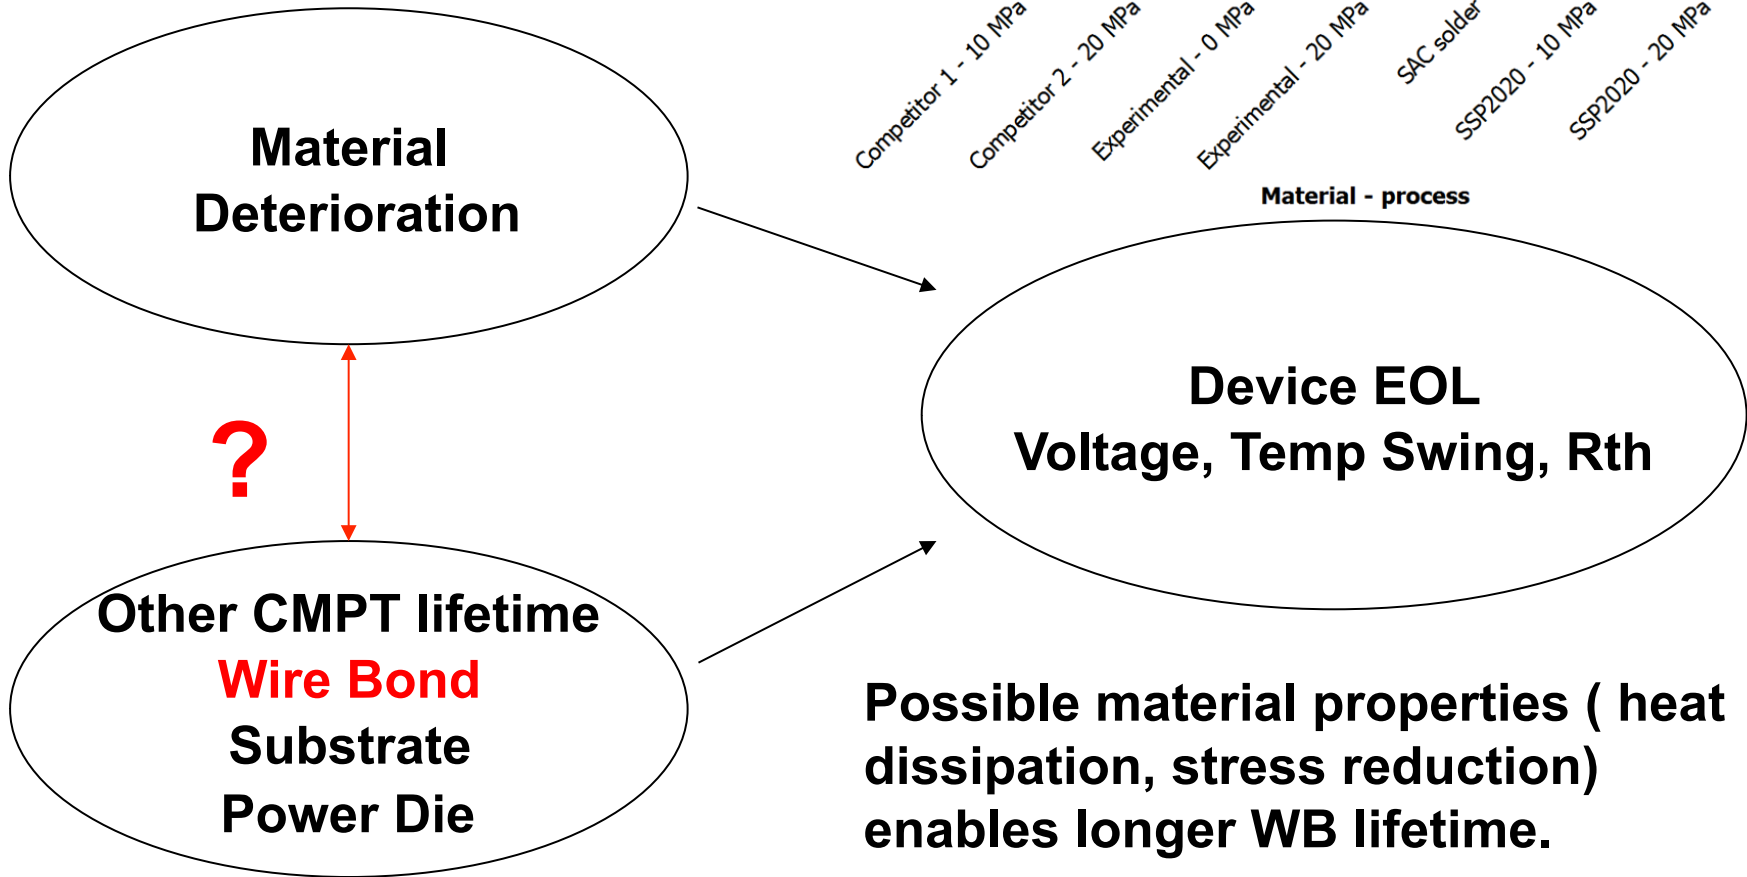 Competitor 1 - 10 MPa
Competitor 2 - 20 MPa
Experimental - 0 MPa
Experimental - 20 MPa
SAC solder
SSP2020 - 10 MPa
SSP2020 - 20 MPa
Material - process
Material
Deterioration
Device EOL
Voltage, Temp Swing, Rth
?
Other CMPT lifetime
Wire Bond
Substrate
Power Die
Possible material properties ( heat
dissipation, stress reduction)
enables longer WB lifetime.